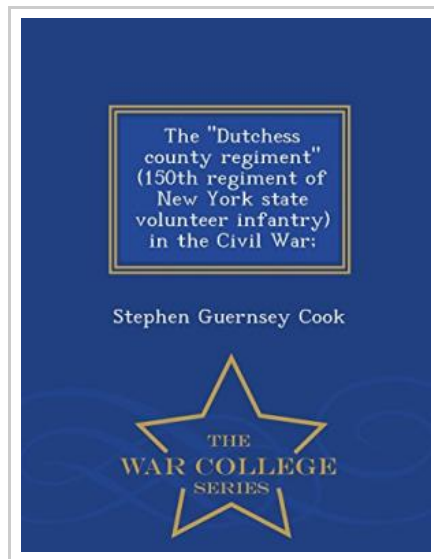 The "Dutchess
county regiment"
(150th regiment of
New York state
volunteer infantry)
in the Civil War;
Stephen Guernsey Cook
THE
WAR COLLEGE
SERIES